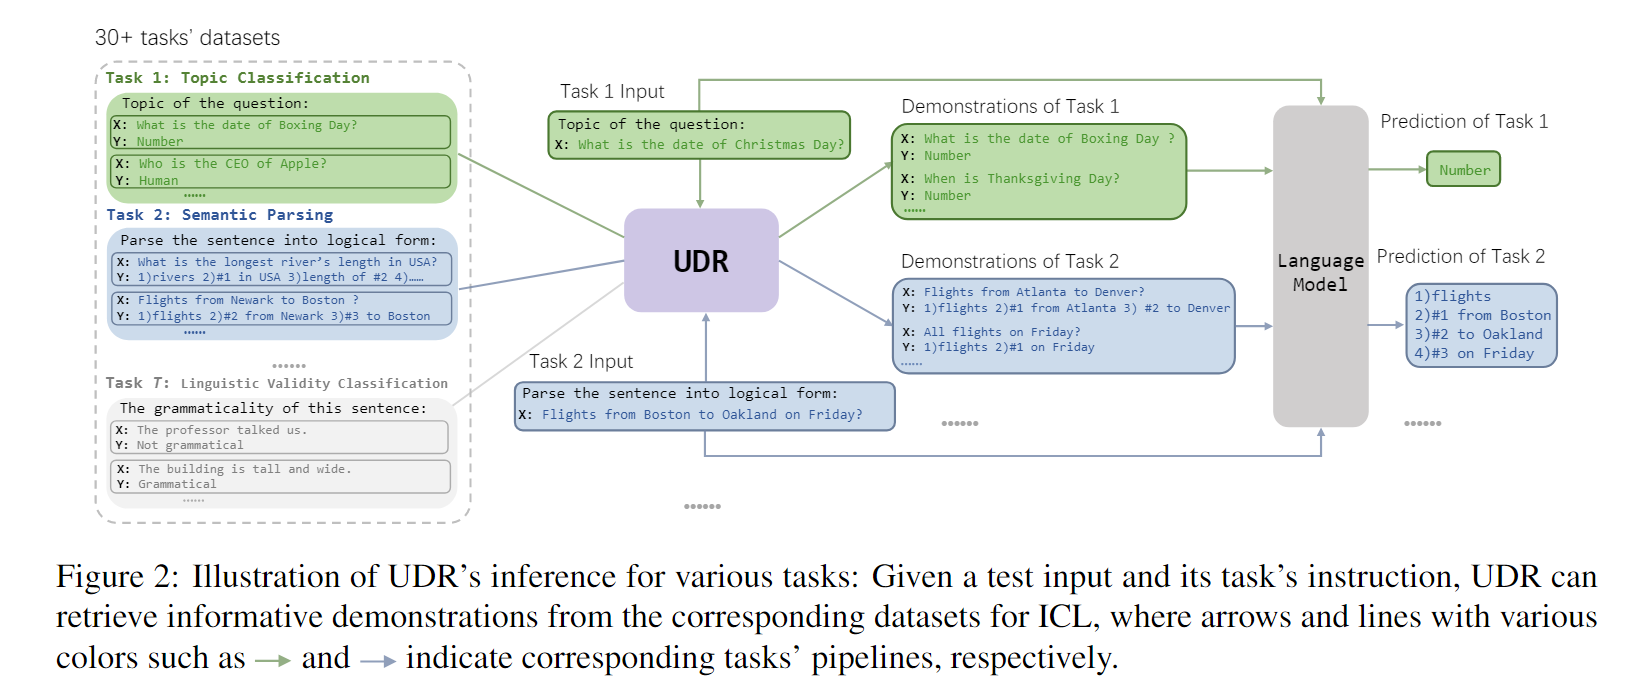 30+ tasks' datasets
Task 1: Topic Classification
Topic of the question:
X: What is the date of Boxing Day?
Y: Number
X: Who is the CEO of Apple?
Y: Human
......
Task 2: Semantic Parsing
Parse the sentence into logical form:
X: What is the longest river's length in USA?
Y: 1)rivers 2)#1 in USA 3)length of #2 4)……
X: Flights from Newark to Boston ?
Y: 1)flights 2)#2 from Newark 3)#3 to Boston
......
......
Task T: Linguistic Validity Classification
The grammaticality of this sentence:
X: The professor talked us.
Y: Not grammatical
X: The building is tall and wide.
Y: Grammatical
......
Task 1 Input
Topic of the question:
X: What is the date of Christmas Day?
UDR
Task 2 Input
Parse the sentence into logical form:
X: Flights from Boston to Oakland on Friday?
......
Demonstrations of Task 1
X: What is the date of Boxing Day ?
Y: Number
X: When is Thanksgiving Day?
Y: Number
......
Demonstrations of Task 2
X: Flights from Atlanta to Denver?
Y: 1)flights 2)#1 from Atlanta 3) #2 to Denver
X: All flights on Friday?
Y: 1)flights 2)#1 on Friday
......
......
Language
Model
Prediction of Task 1
Number
Prediction of Task 2
1)flights
2)#1 from Boston
3)#2 to Oakland
4)#3 on Friday
......
Figure 2: Illustration of UDR's inference for various tasks: Given a test input and its task's instruction, UDR can
retrieve informative demonstrations from the corresponding datasets for ICL, where arrows and lines with various
colors such as → and → indicate corresponding tasks' pipelines, respectively.